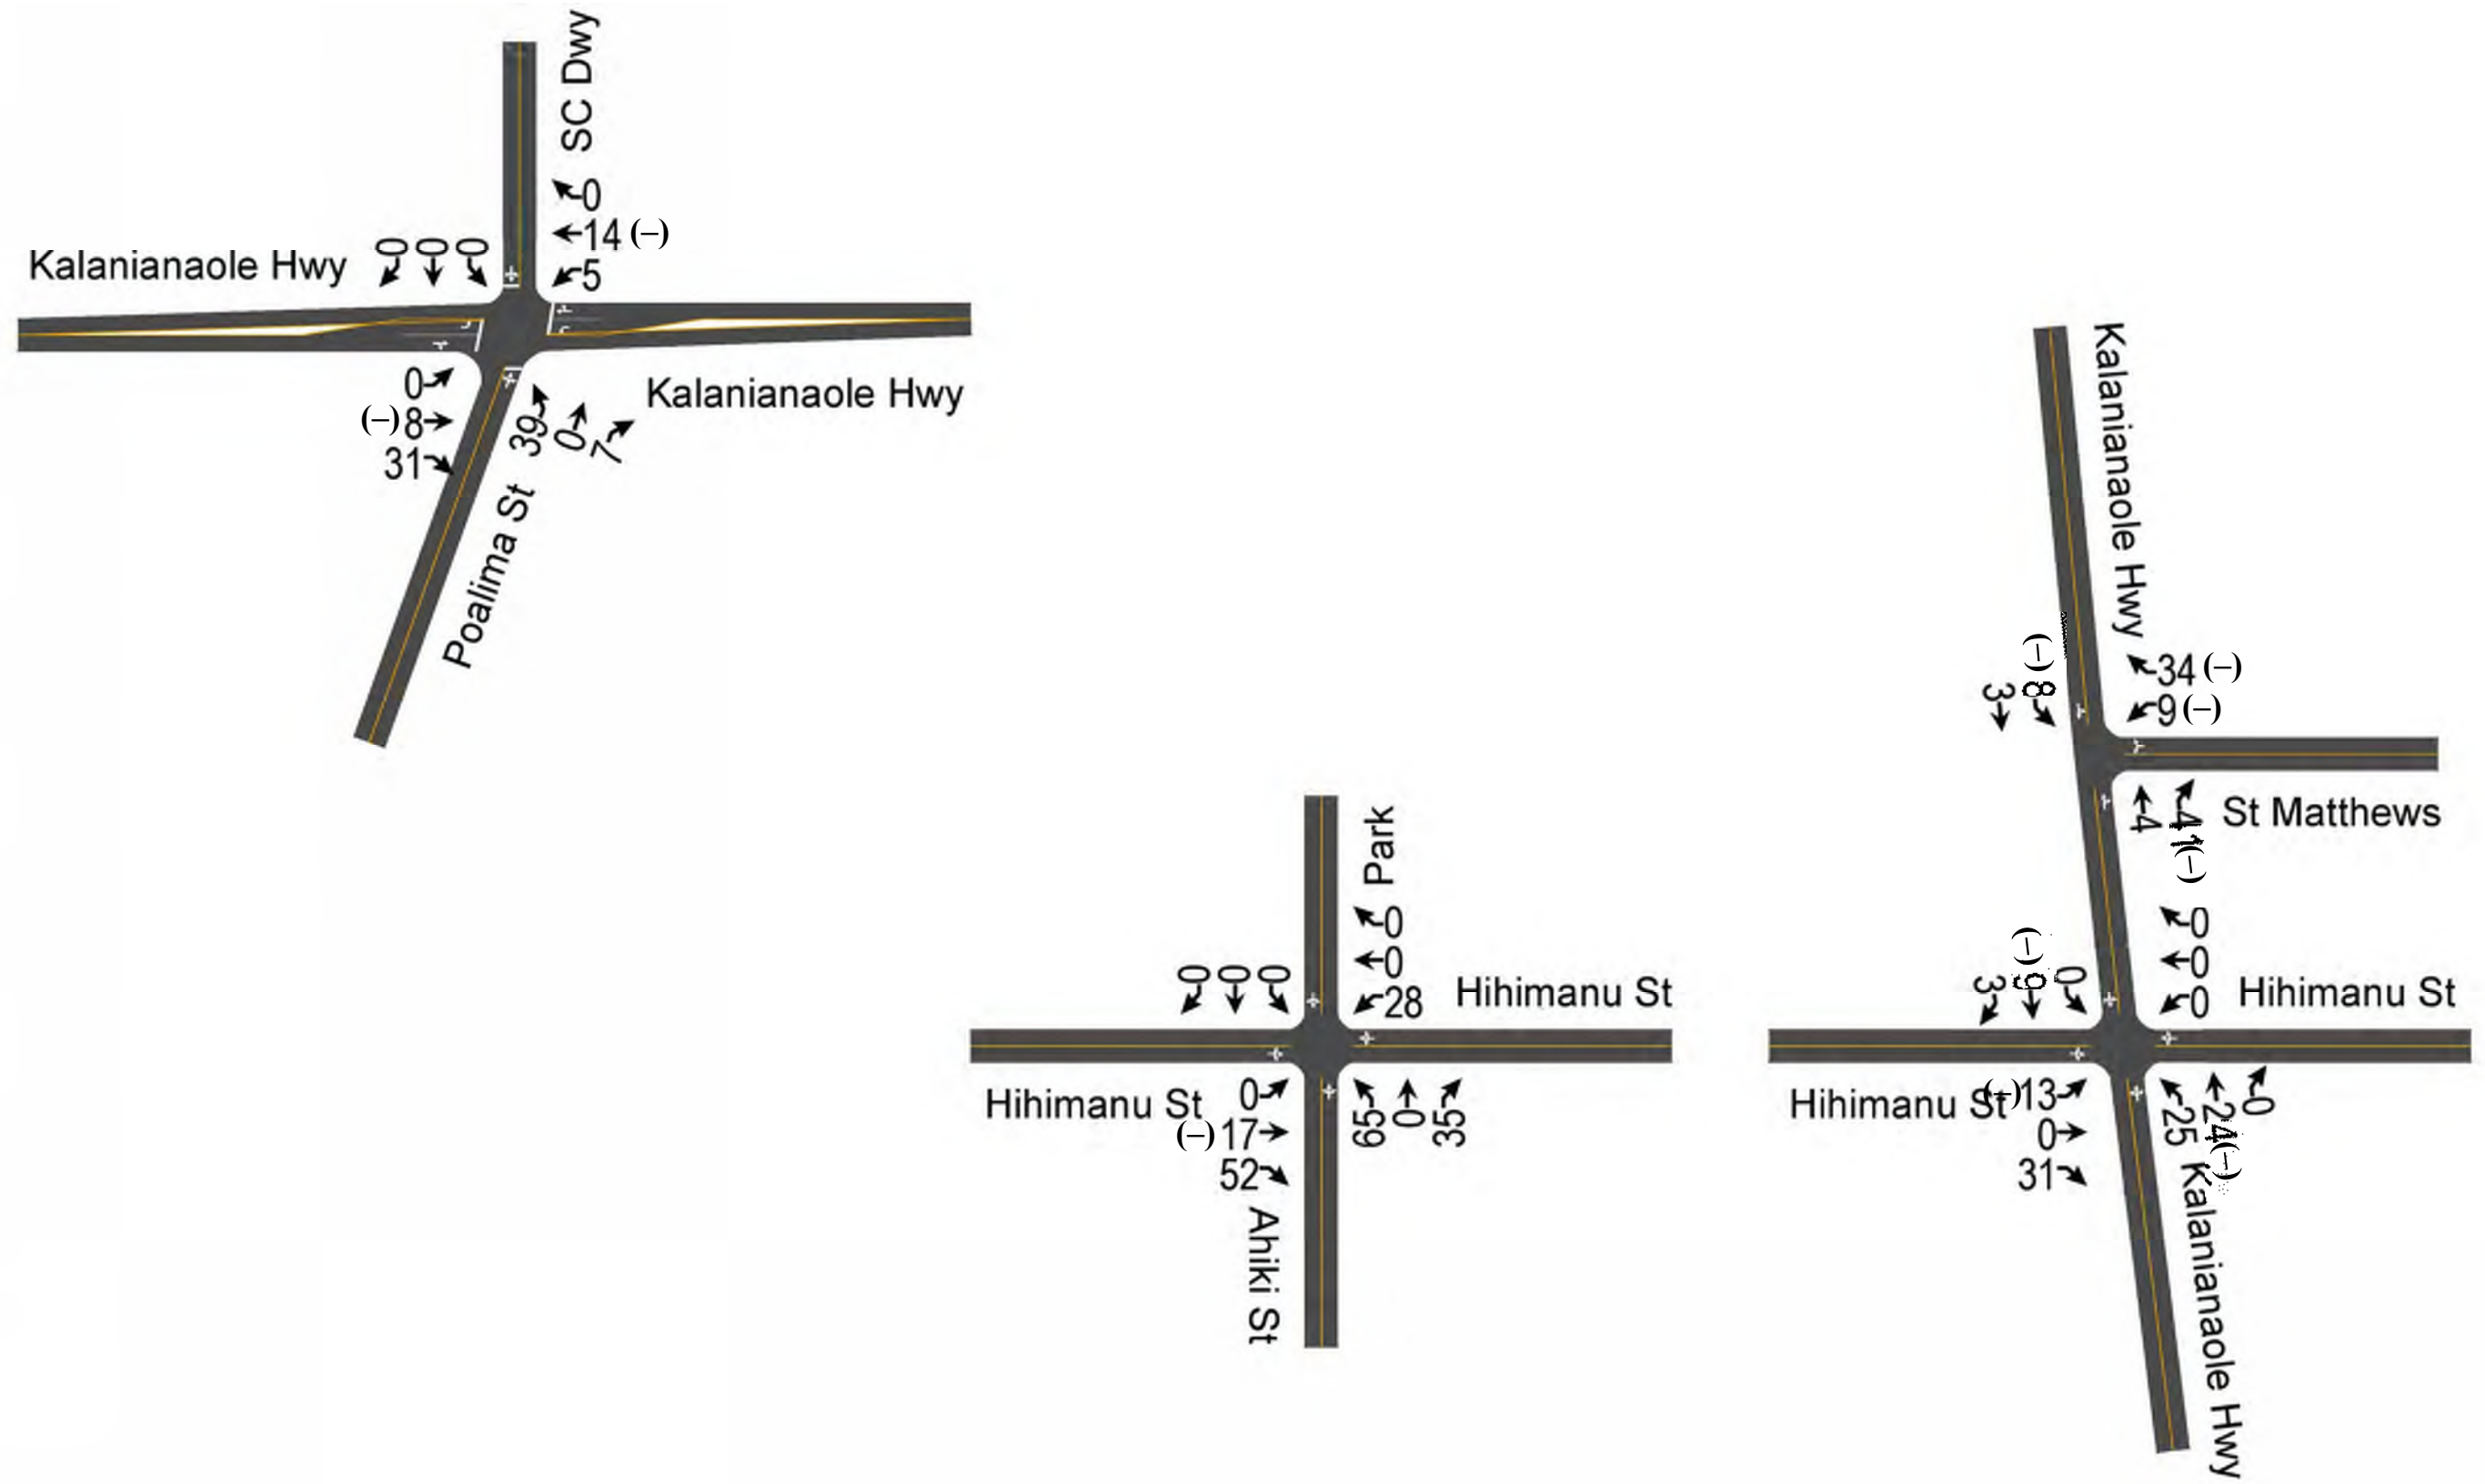 SC Dwy
0
14 (–)
5
Kalanianaole Hwy
0 0 0
0
(–) 8
31
39 0 7
Kalanianaole Hwy
Poalima St
Kalanianaole Hwy
(–)
3 8
34 (–)
9 (–)
4 41 (–)
St Matthews
Park
0
0
28
0 0 0
Hihimanu St
Hihimanu St
0
(–) 17
52
65 0 35
Ahiki St
(–)
3 9 0
0
0
0
Hihimanu St
Hihimanu St
(–) 13
0
31
25 24 (–) 0
Kalanianaole Hwy